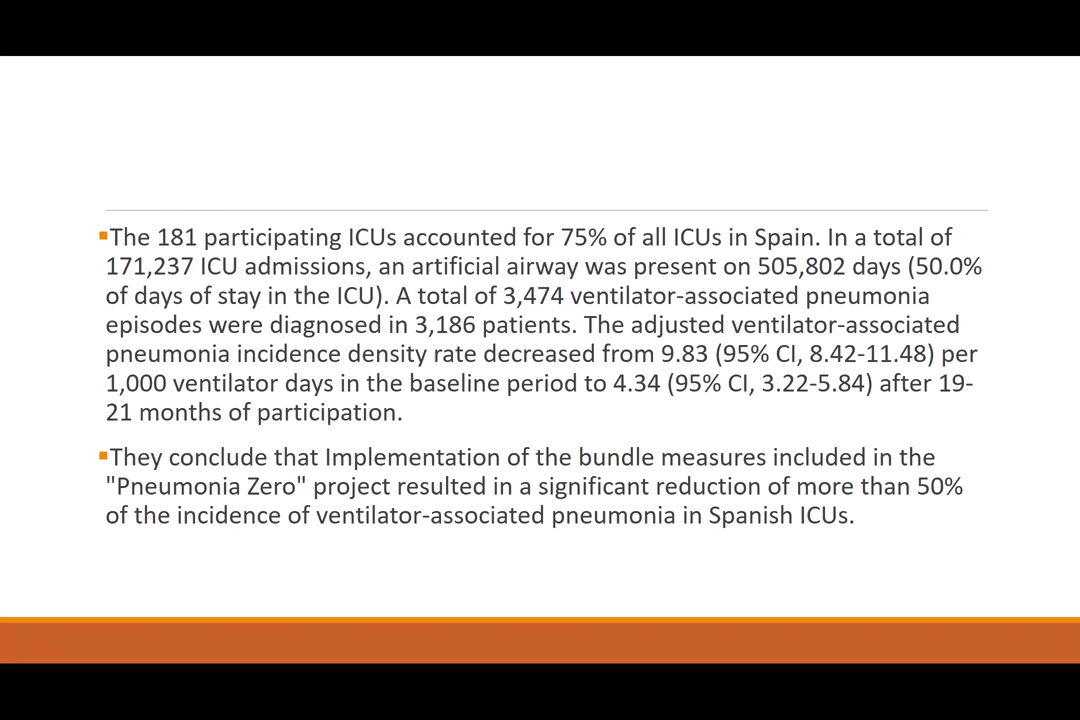 ▪The 181 participating ICUs accounted for 75% of all ICUs in Spain. In a total of
171,237 ICU admissions, an artificial airway was present on 505,802 days (50.0%
of days of stay in the ICU). A total of 3,474 ventilator-associated pneumonia
episodes were diagnosed in 3,186 patients. The adjusted ventilator-associated
pneumonia incidence density rate decreased from 9.83 (95% CI, 8.42-11.48) per
1,000 ventilator days in the baseline period to 4.34 (95% CI, 3.22-5.84) after 19-
21 months of participation.
▪They conclude that Implementation of the bundle measures included in the
"Pneumonia Zero" project resulted in a significant reduction of more than 50%
of the incidence of ventilator-associated pneumonia in Spanish ICUs.